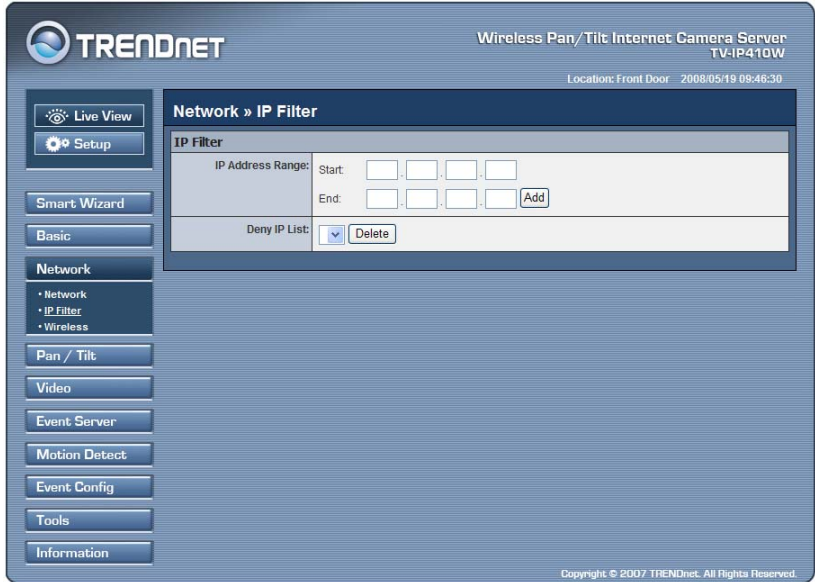 TRENDNET
Wireless Pan/Tilt Internet Camera Server
TV-IP410W
Location: Front Door 2008/05/19 09:46:30
Live View
Setup
Smart Wizard
Basic
Network
• Network
• IP Filter
• Wireless
Pan / Tilt
Video
Event Server
Motion Detect
Event Config
Tools
Information
Network » IP Filter
IP Filter
IP Address Range: Start: . . .
End: . . . Add
Deny IP List: Delete
Copyright © 2007 TRENDnet. All Rights Reserved.